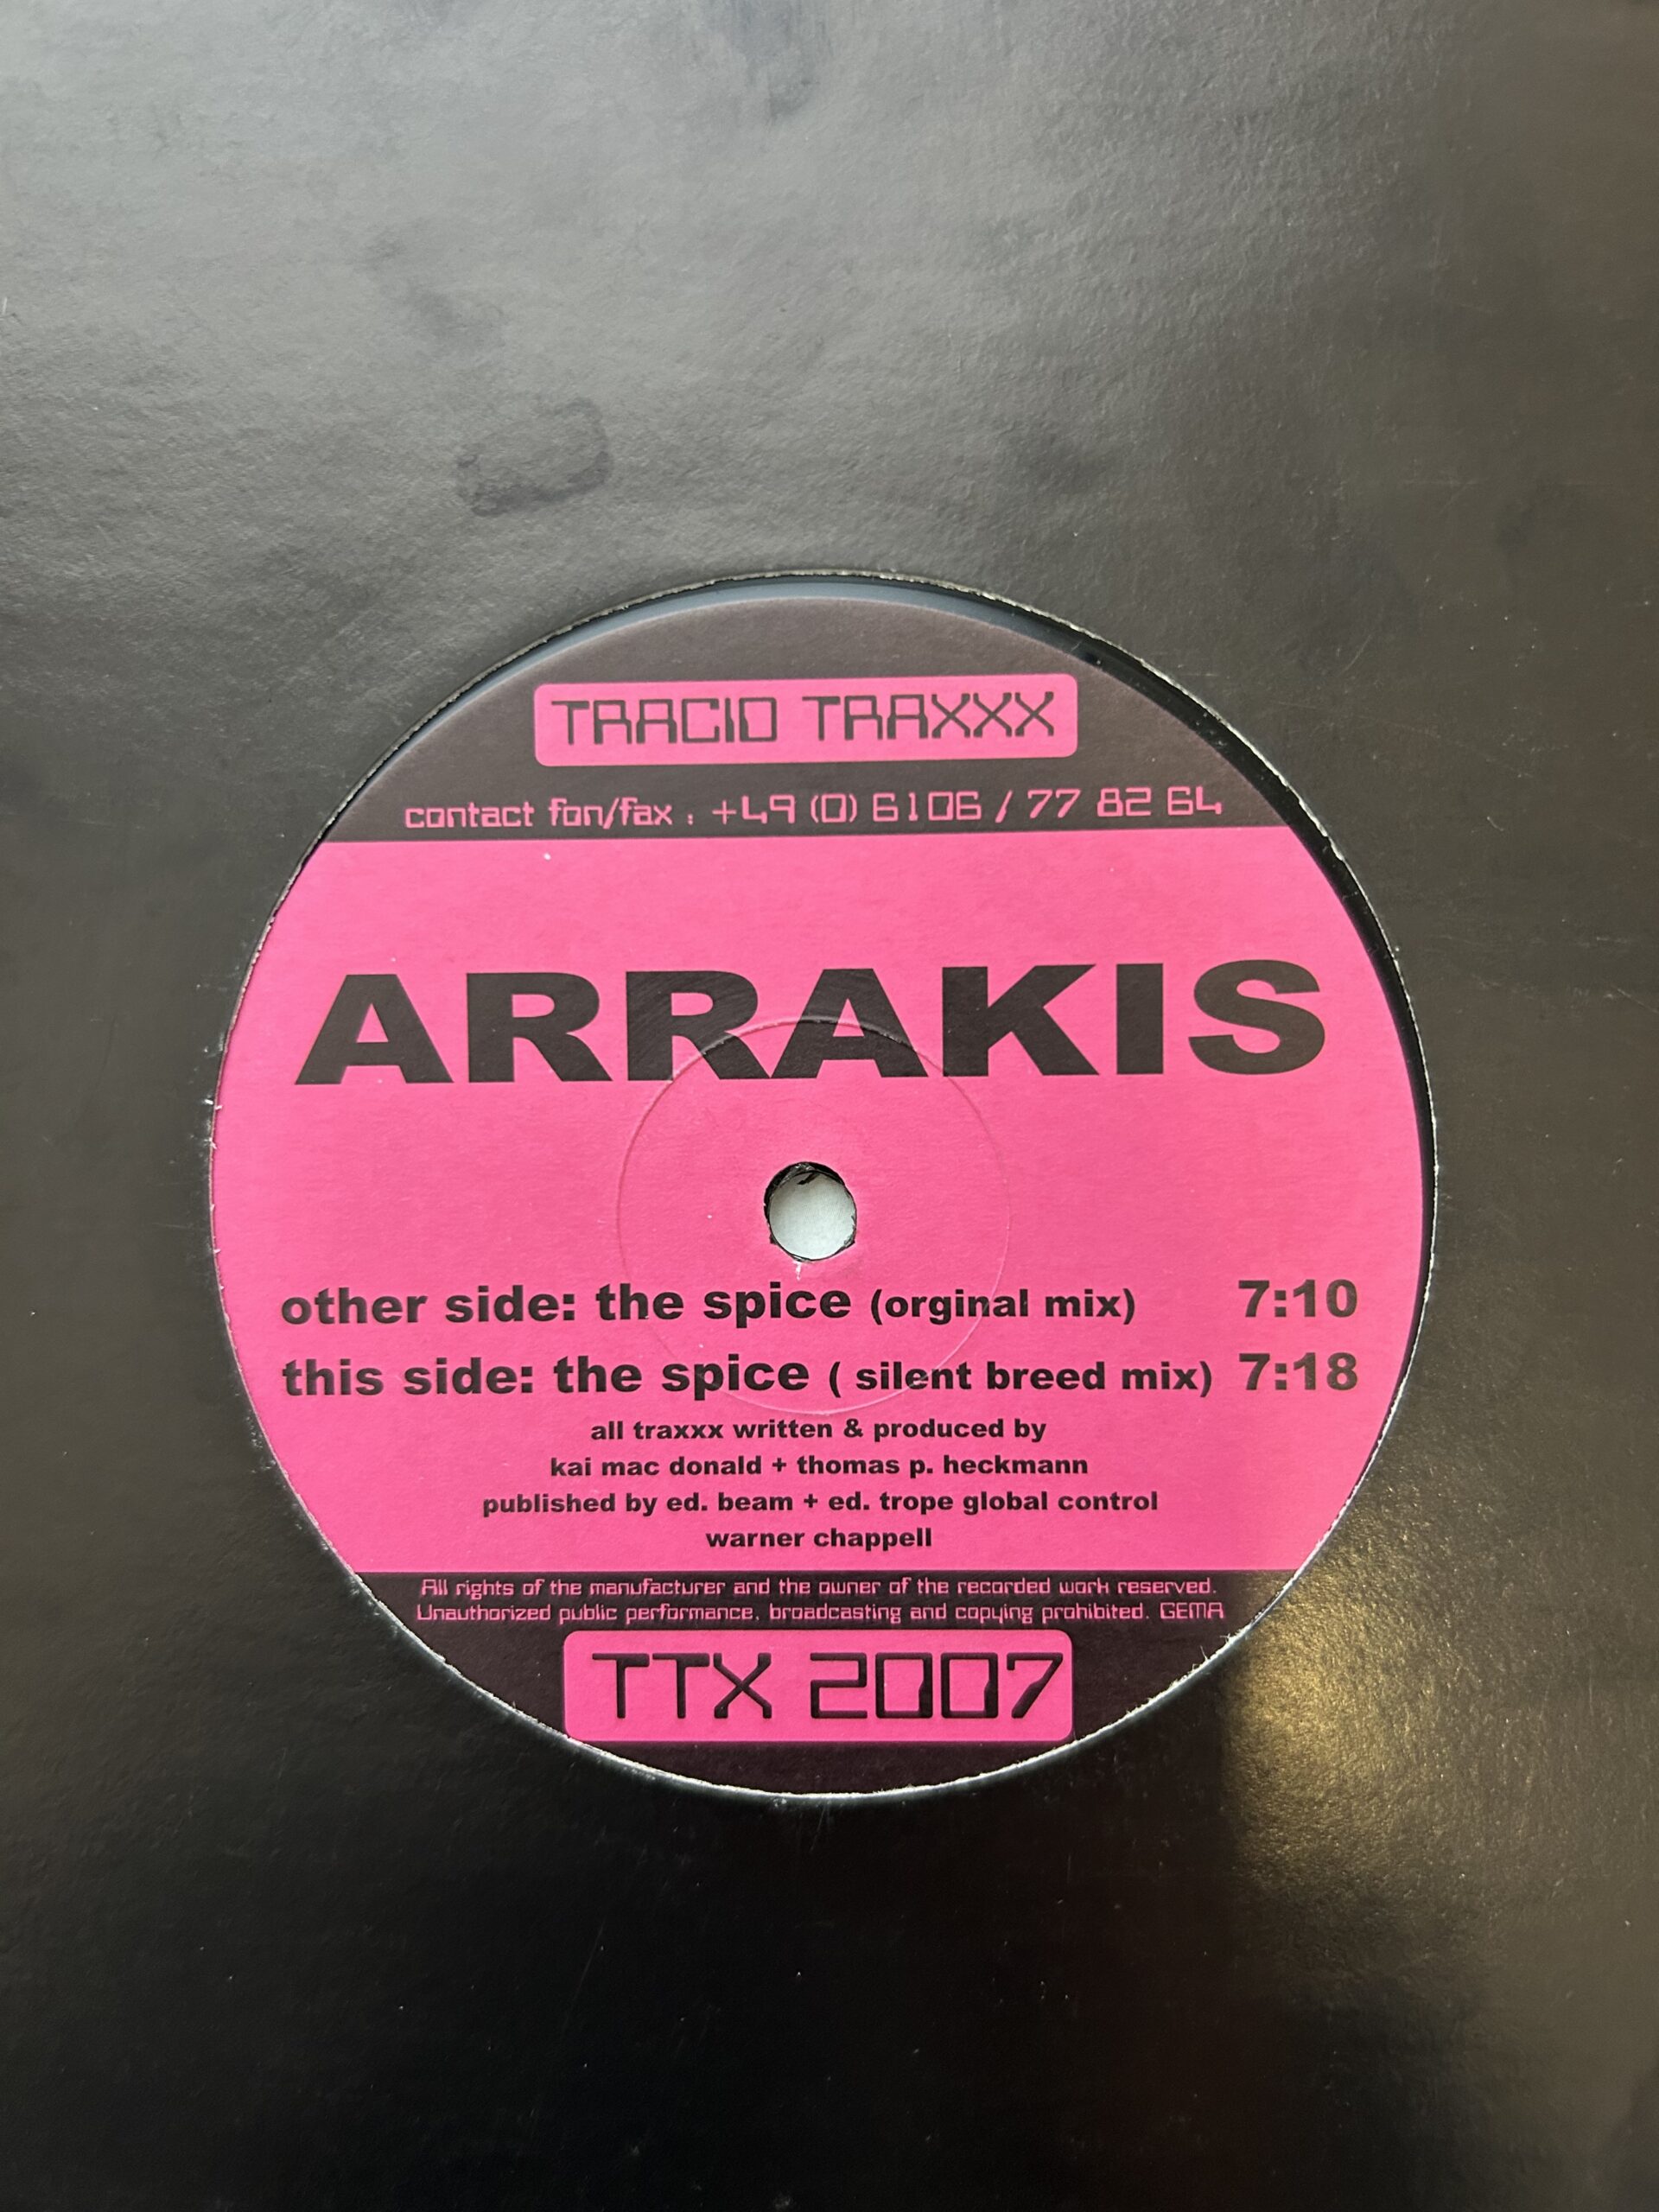 TRACID TRAXXX
contact fon/fax : +49 (0) 6106 / 77 82 64
ARRAKIS
other side: the spice (orginal mix) 7:10
this side: the spice ( silent breed mix) 7:18
all traxxx written & produced by
kai mac donald + thomas p. heckmann
published by ed. beam + ed. trope global control
warner chappell
All rights of the manufacturer and the owner of the recorded work reserved.
Unauthorized public performance, broadcasting and copying prohibited. GEMA
TTX 2007